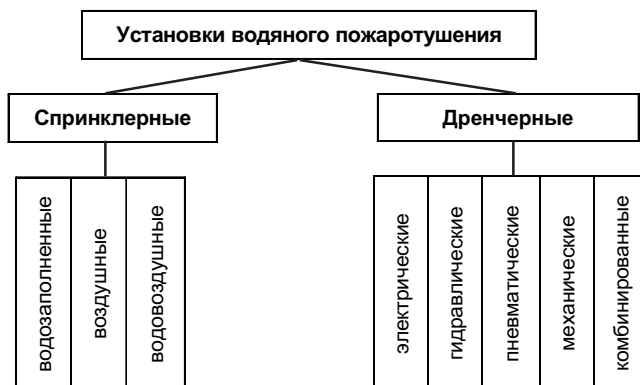 Установки водяного пожаротушения
Спринклерные
Дренчерные
водозаполненные
воздушные
водовоздушные
электрические
гидравлические
пневматические
механические
комбинированные